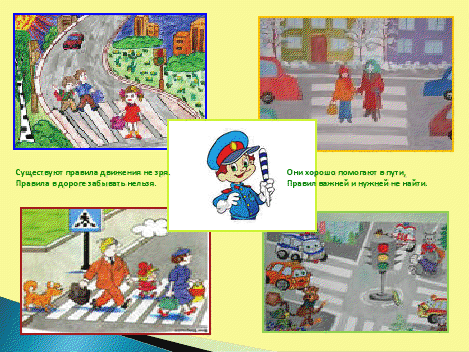 Существуют правила движения не зря.
Правила в дороге забывать нельзя.
Они хорошо помогают в пути,
Правил важней и нужней не найти.